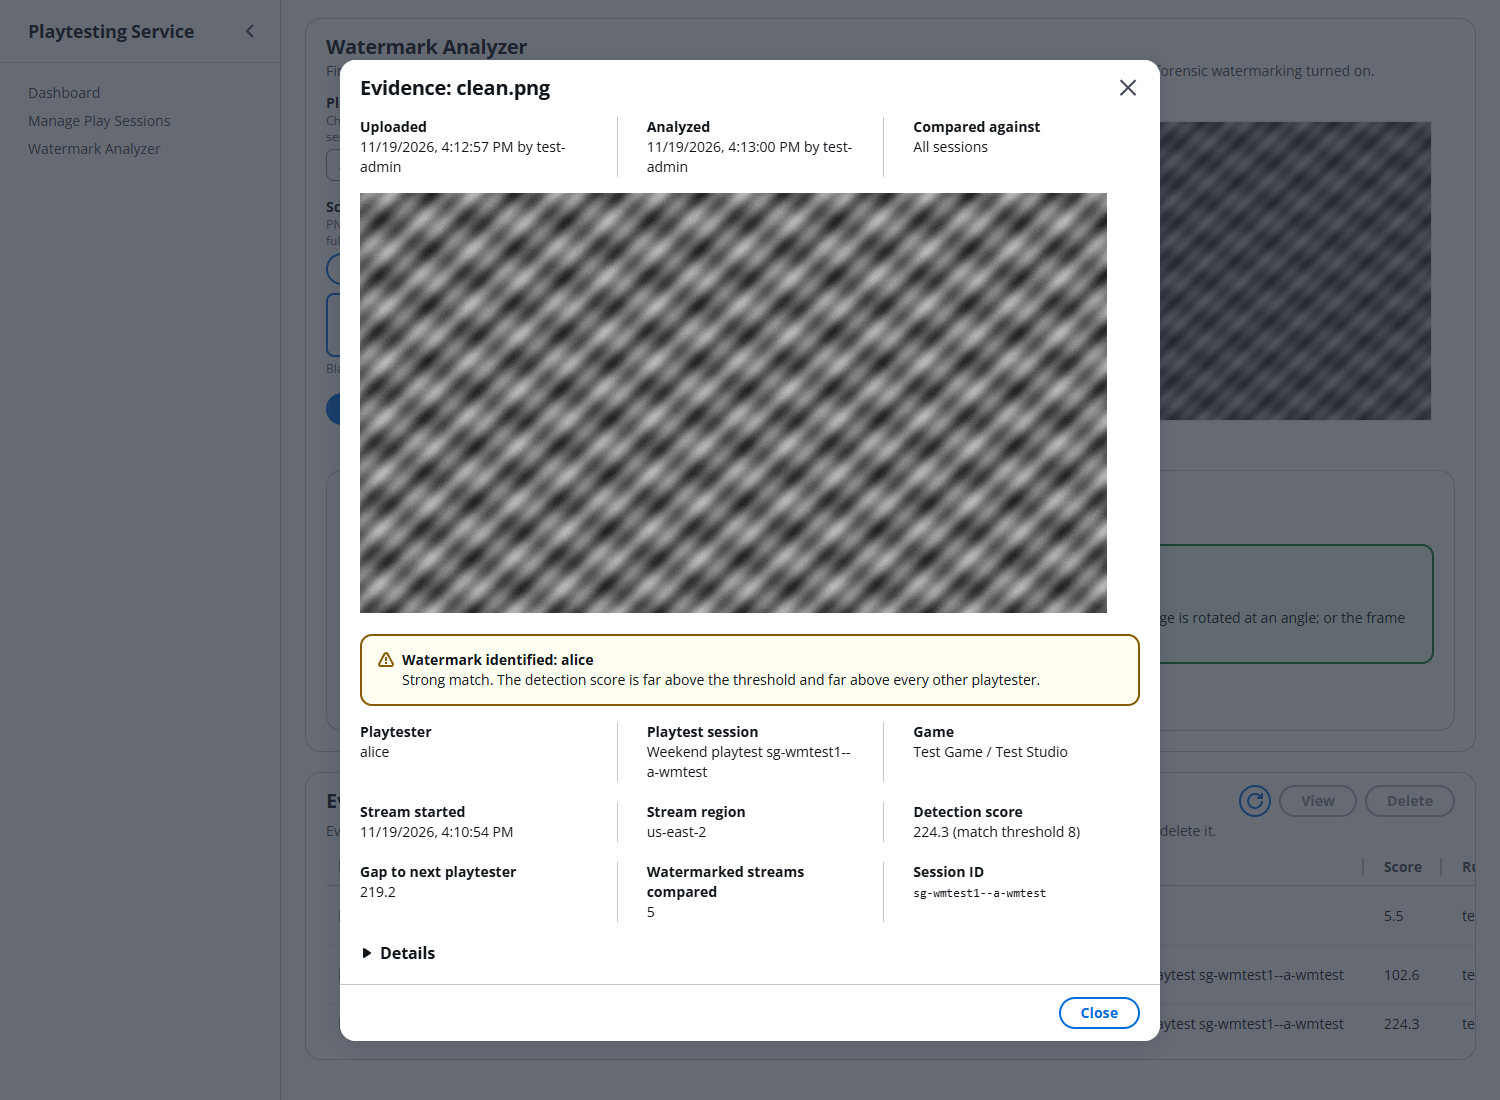 Playtesting Service
Dashboard
Manage Play Sessions
Watermark Analyzer
Watermark Analyzer
forensic watermarking turned on.
Evidence: clean.png
Uploaded
11/19/2026, 4:12:57 PM by test-
admin
Analyzed
11/19/2026, 4:13:00 PM by test-
admin
Compared against
All sessions
Watermark identified: alice
Strong match. The detection score is far above the threshold and far above every other playtester.
Playtester
alice
Playtest session
Weekend playtest sg-wmtest1--
a-wmtest
Game
Test Game / Test Studio
Stream started
11/19/2026, 4:10:54 PM
Stream region
us-east-2
Detection score
224.3 (match threshold 8)
Gap to next playtester
219.2
Watermarked streams
compared
5
Session ID
sg-wmtest1--a-wmtest
Details
Close
is rotated at an angle; or the frame
View
Delete
delete it.
Score
5.5
sg-wmtest1--a-wmtest
102.6
sg-wmtest1--a-wmtest
224.3